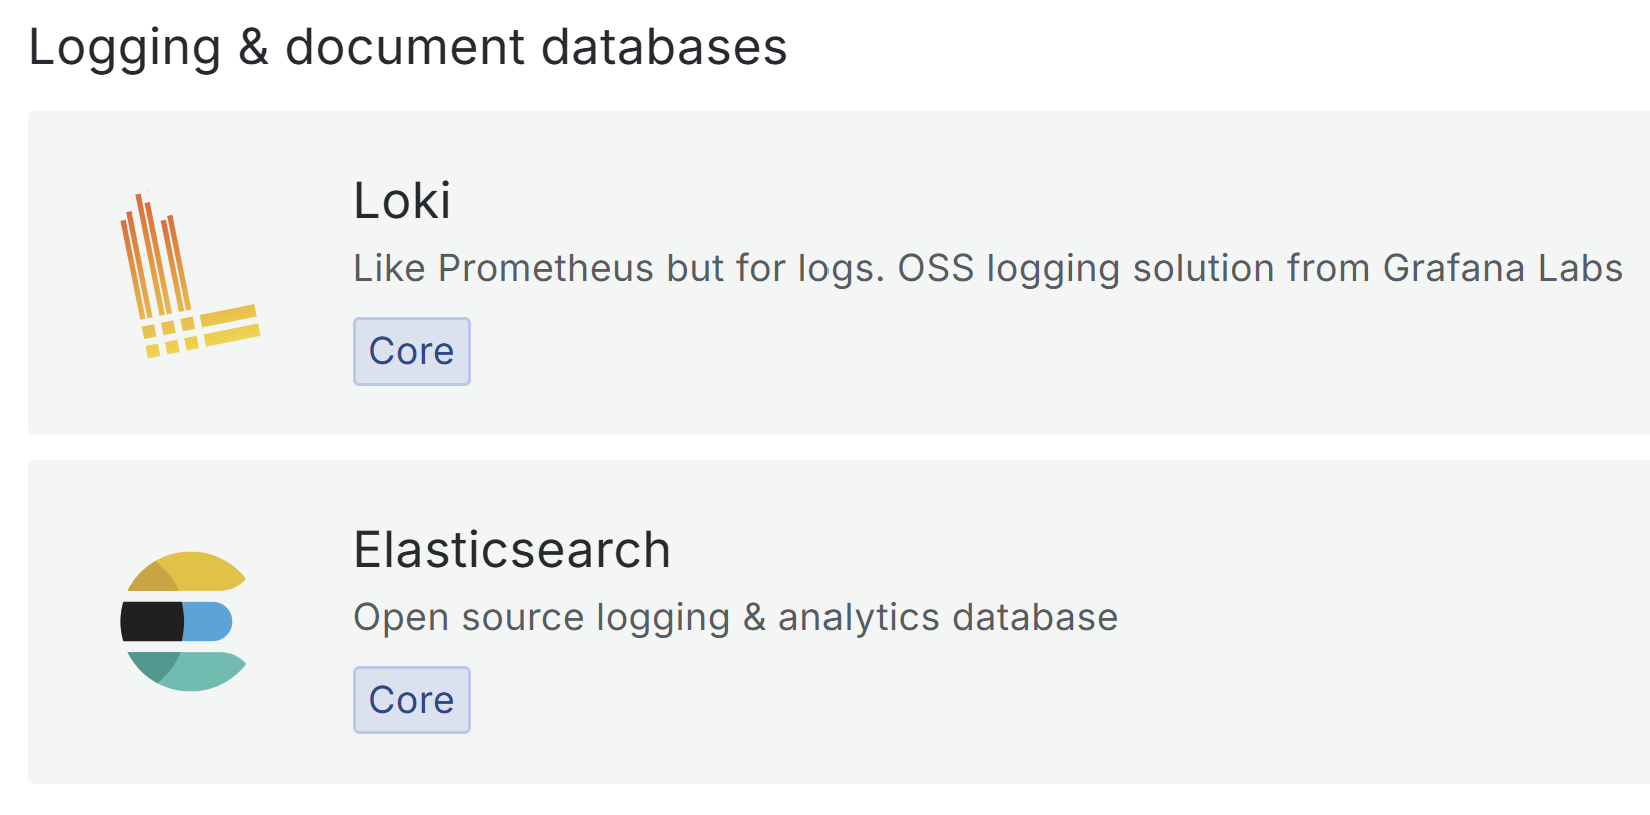 Logging & document databases
Loki
Like Prometheus but for logs. OSS logging solution from Grafana Labs
Core
Elasticsearch
Open source logging & analytics database
Core